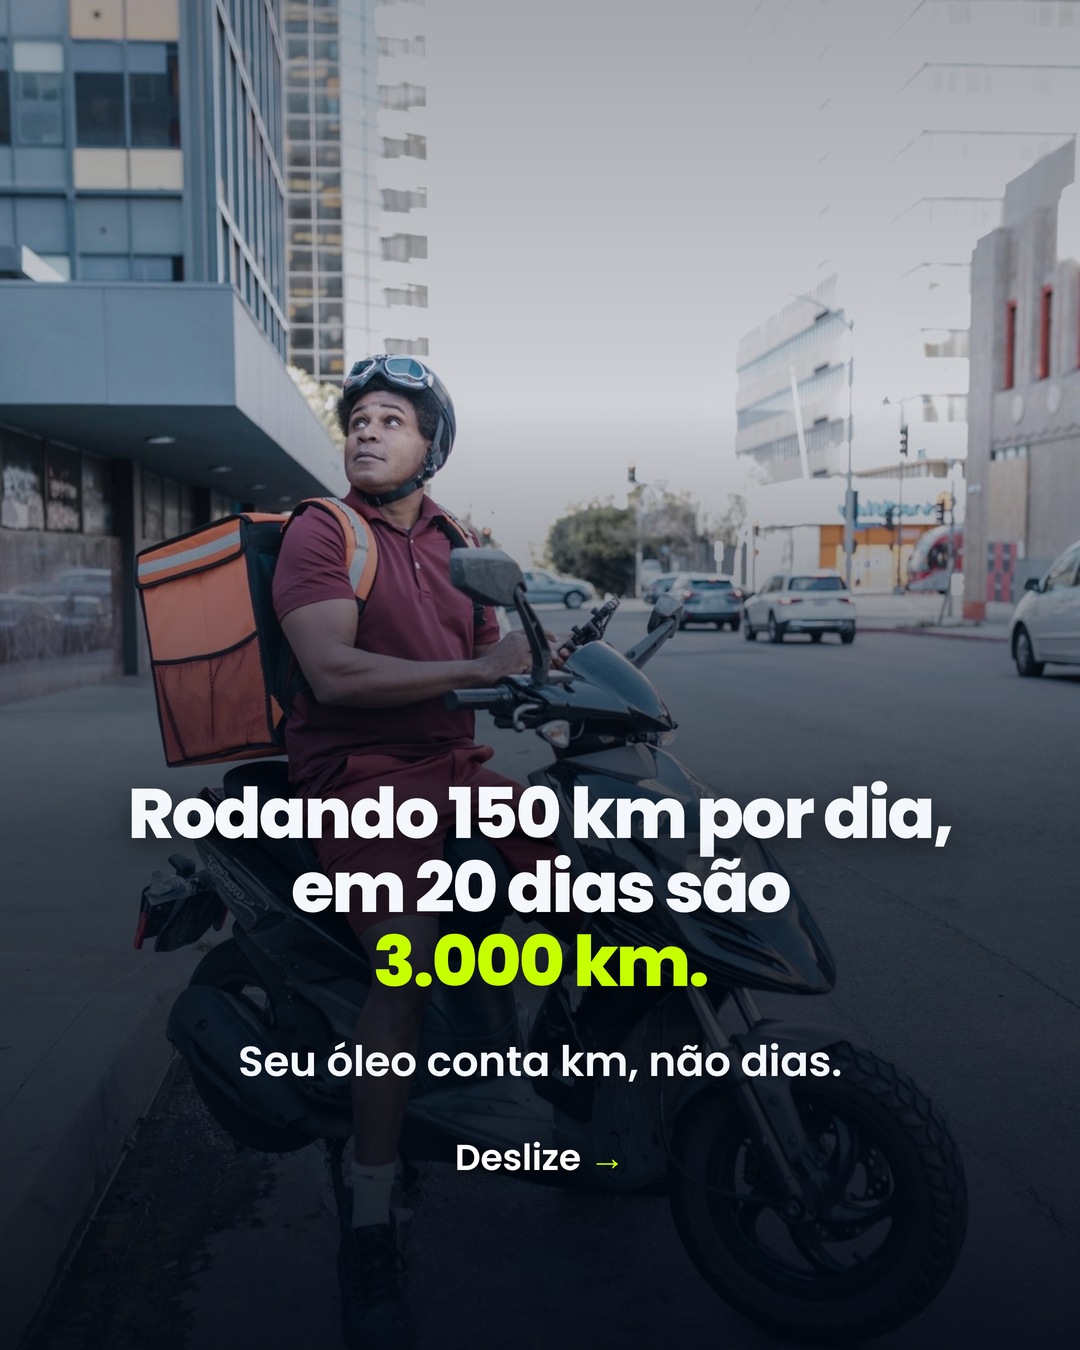 Rodando 150 km por dia,
em 20 dias são
3.000 km.
Seu óleo conta km, não dias.
Deslize →